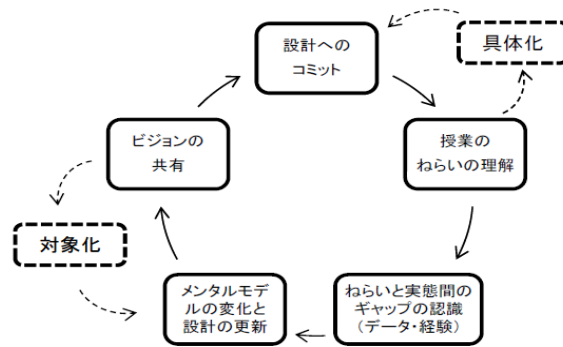 設計への
コミット
具体化
授業の
ねらいの理解
ねらいと実態間の
ギャップの認識
(データ・経験)
メンタルモデ
ルの変化と
設計の更新
対象化
ビジョンの
共有